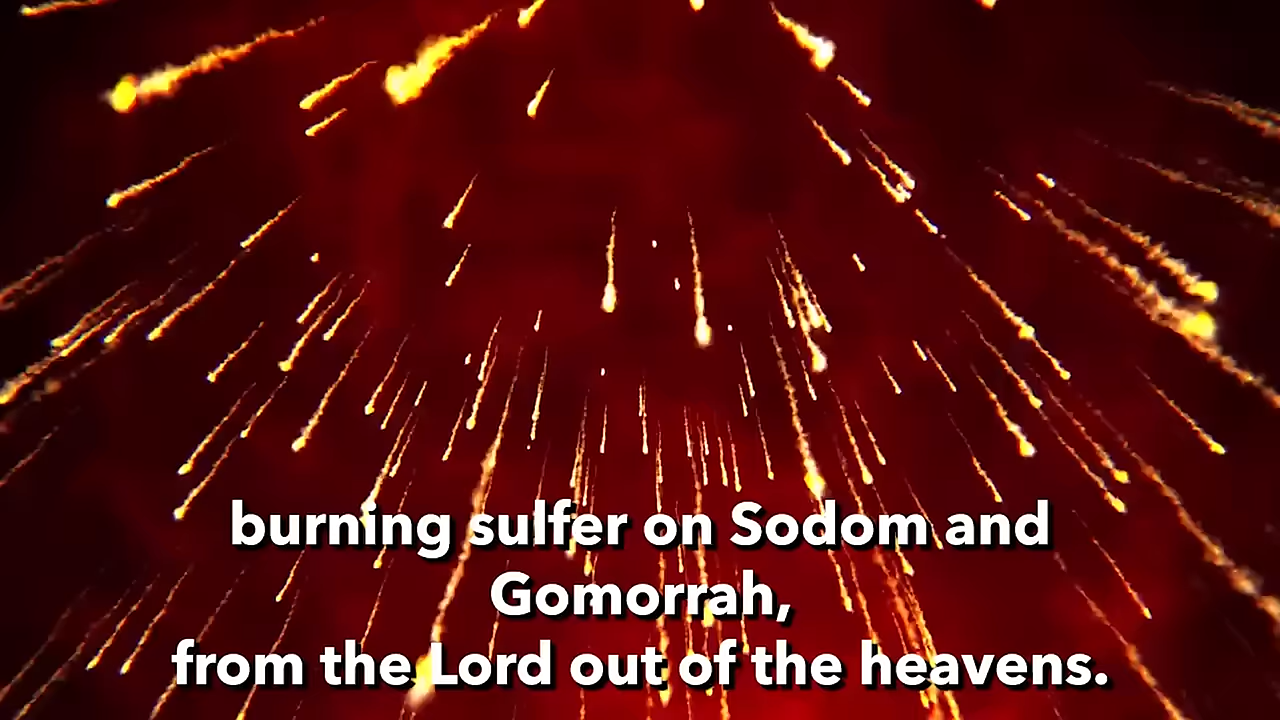 burning sulfer on Sodom and
Gomorrah,
from the Lord out of the heavens.